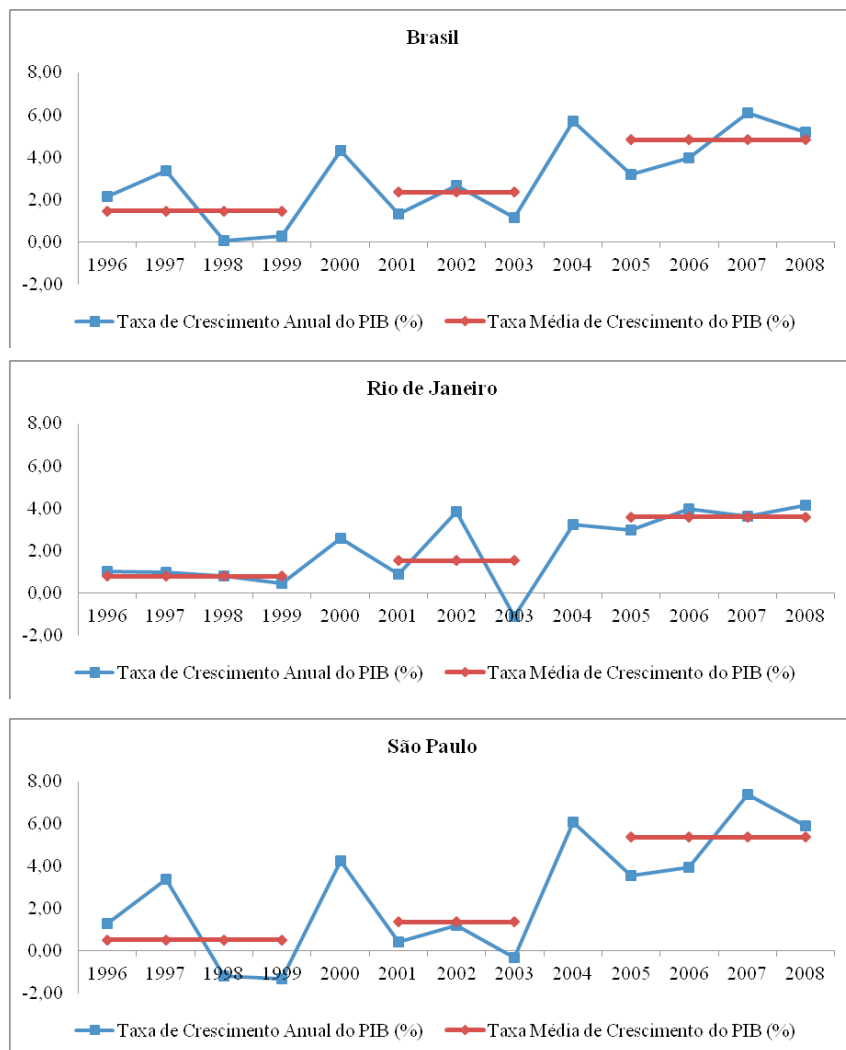 Brasil
8,00
6,00
4,00
2,00
0,00
-2,00
1996 1997 1998 1999 2000 2001 2002 2003 2004 2005 2006 2007 2008
Taxa de Crescimento Anual do PIB (%) Taxa Média de Crescimento do PIB (%)
Rio de Janeiro
8,00
6,00
4,00
2,00
0,00
-2,00
1996 1997 1998 1999 2000 2001 2002 2003 2004 2005 2006 2007 2008
Taxa de Crescimento Anual do PIB (%) Taxa Média de Crescimento do PIB (%)
São Paulo
8,00
6,00
4,00
2,00
0,00
-2,00
1996 1997 1998 1999 2000 2001 2002 2003 2004 2005 2006 2007 2008
Taxa de Crescimento Anual do PIB (%) Taxa Média de Crescimento do PIB (%)